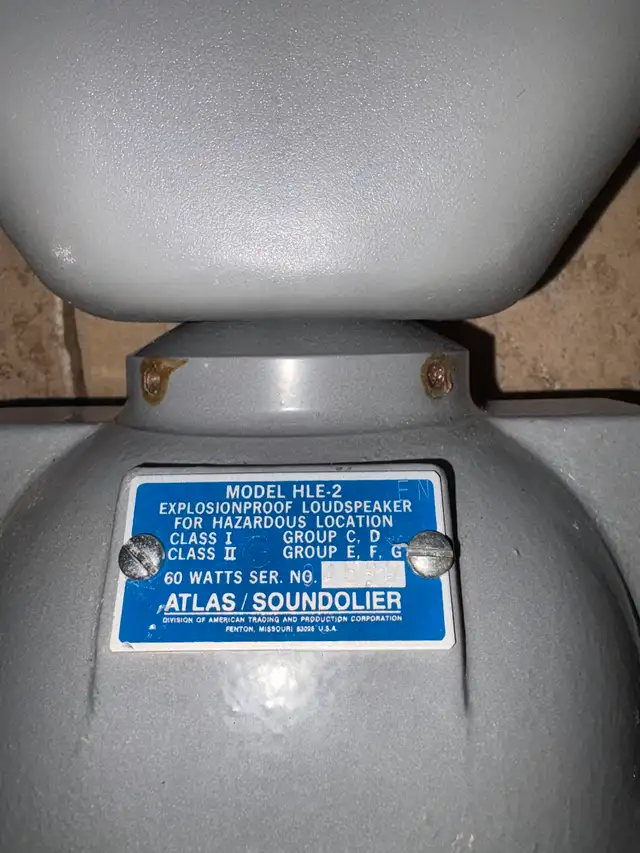 MODEL HLE-2
EXPLOSIONPROOF LOUDSPEAKER
FOR HAZARDOUS LOCATION
CLASS I GROUP C, D
CLASS II GROUP E, F, G
60 WATTS SER. NO.
ATLAS / SOUNDOLIER
DIVISION OF AMERICAN TRADING AND PRODUCTION CORPORATION
FENTON, MISSOURI 63026 U.S.A.